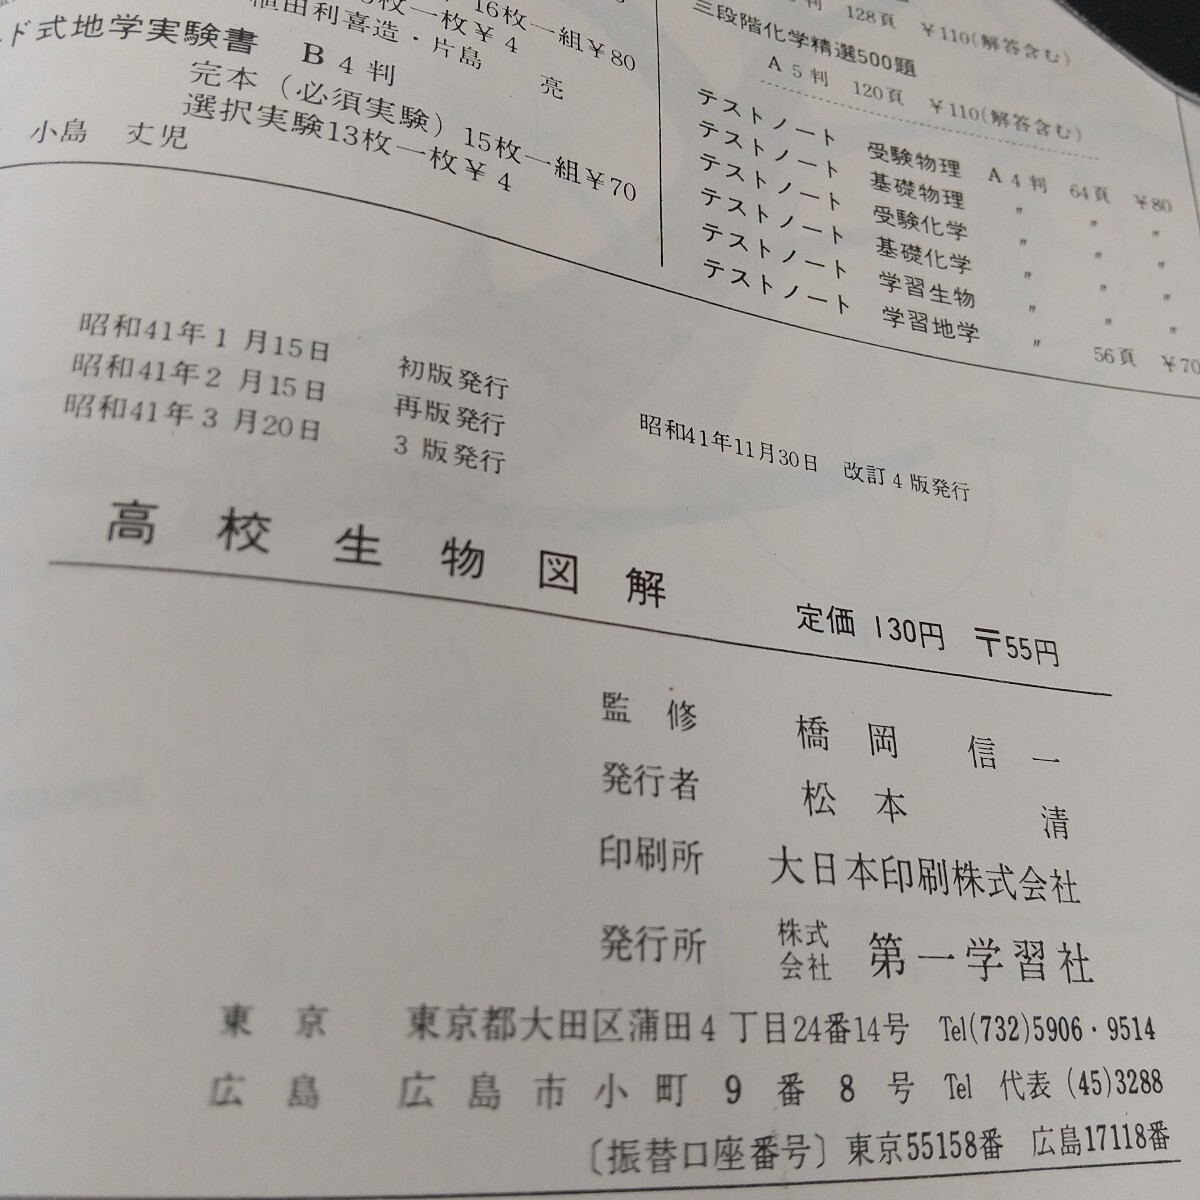 16枚一組￥80
枚一枚￥4
植田利喜造・片島 亮
ド式地学実験書 B4判
完本（必須実験）15枚一組￥70
選択実験13枚一枚￥4
小島 丈児
判 128頁 ￥110(解答含む)
三段階化学精選500題
A5判 120頁 ￥110(解答含む)
テストノート 受験物理 A4判 64頁 ￥80
テストノート 基礎物理 〃 〃 〃
テストノート 受験化学 〃 〃 〃
テストノート 基礎化学 〃 〃 〃
テストノート 学習生物 〃 〃 〃
テストノート 学習地学 〃 56頁 ￥70
昭和41年1月15日 初版発行
昭和41年2月15日 再版発行
昭和41年3月20日 3版発行
昭和41年11月30日 改訂4版発行
高校生物図解
定価 130円 〒55円
監修 橋岡信一
発行者 松本清
印刷所 大日本印刷株式会社
発行所 株式会社 第一学習社
東京 東京都大田区蒲田4丁目24番14号 Tel(732)5906・9514
広島 広島市小町9番8号 Tel 代表 (45)3288
〔振替口座番号〕東京55158番 広島17118番